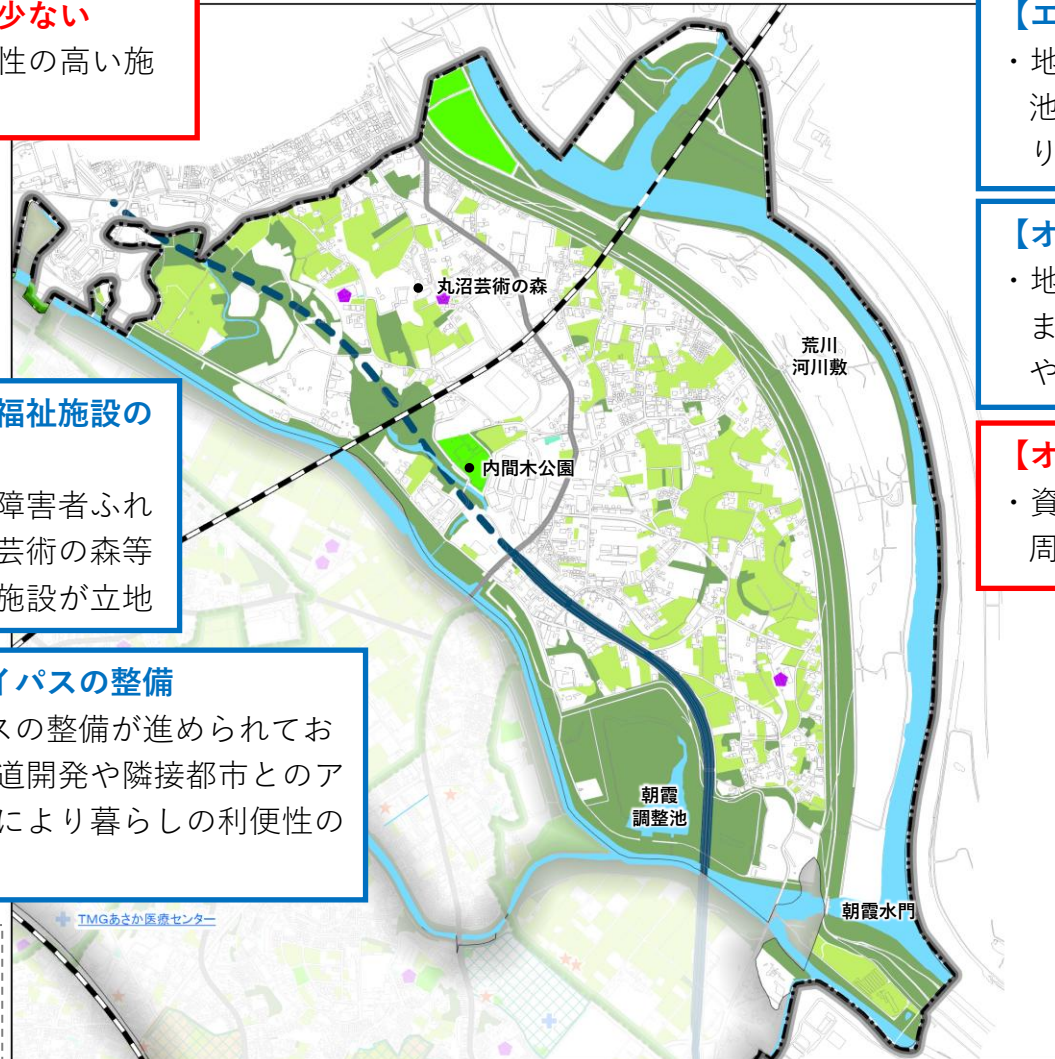 少ない
性の高い施
【エ
・地
池
り
【オ
・地
ま
や
【オ
・資
周
丸沼芸術の森
荒川
河川敷
福祉施設の
障害者ふれ
芸術の森等
施設が立地
内間木公園
イパスの整備
スの整備が進められてお
道開発や隣接都市とのア
により暮らしの利便性の
朝霞
調整池
朝霞水門
TMGあさか医療センター